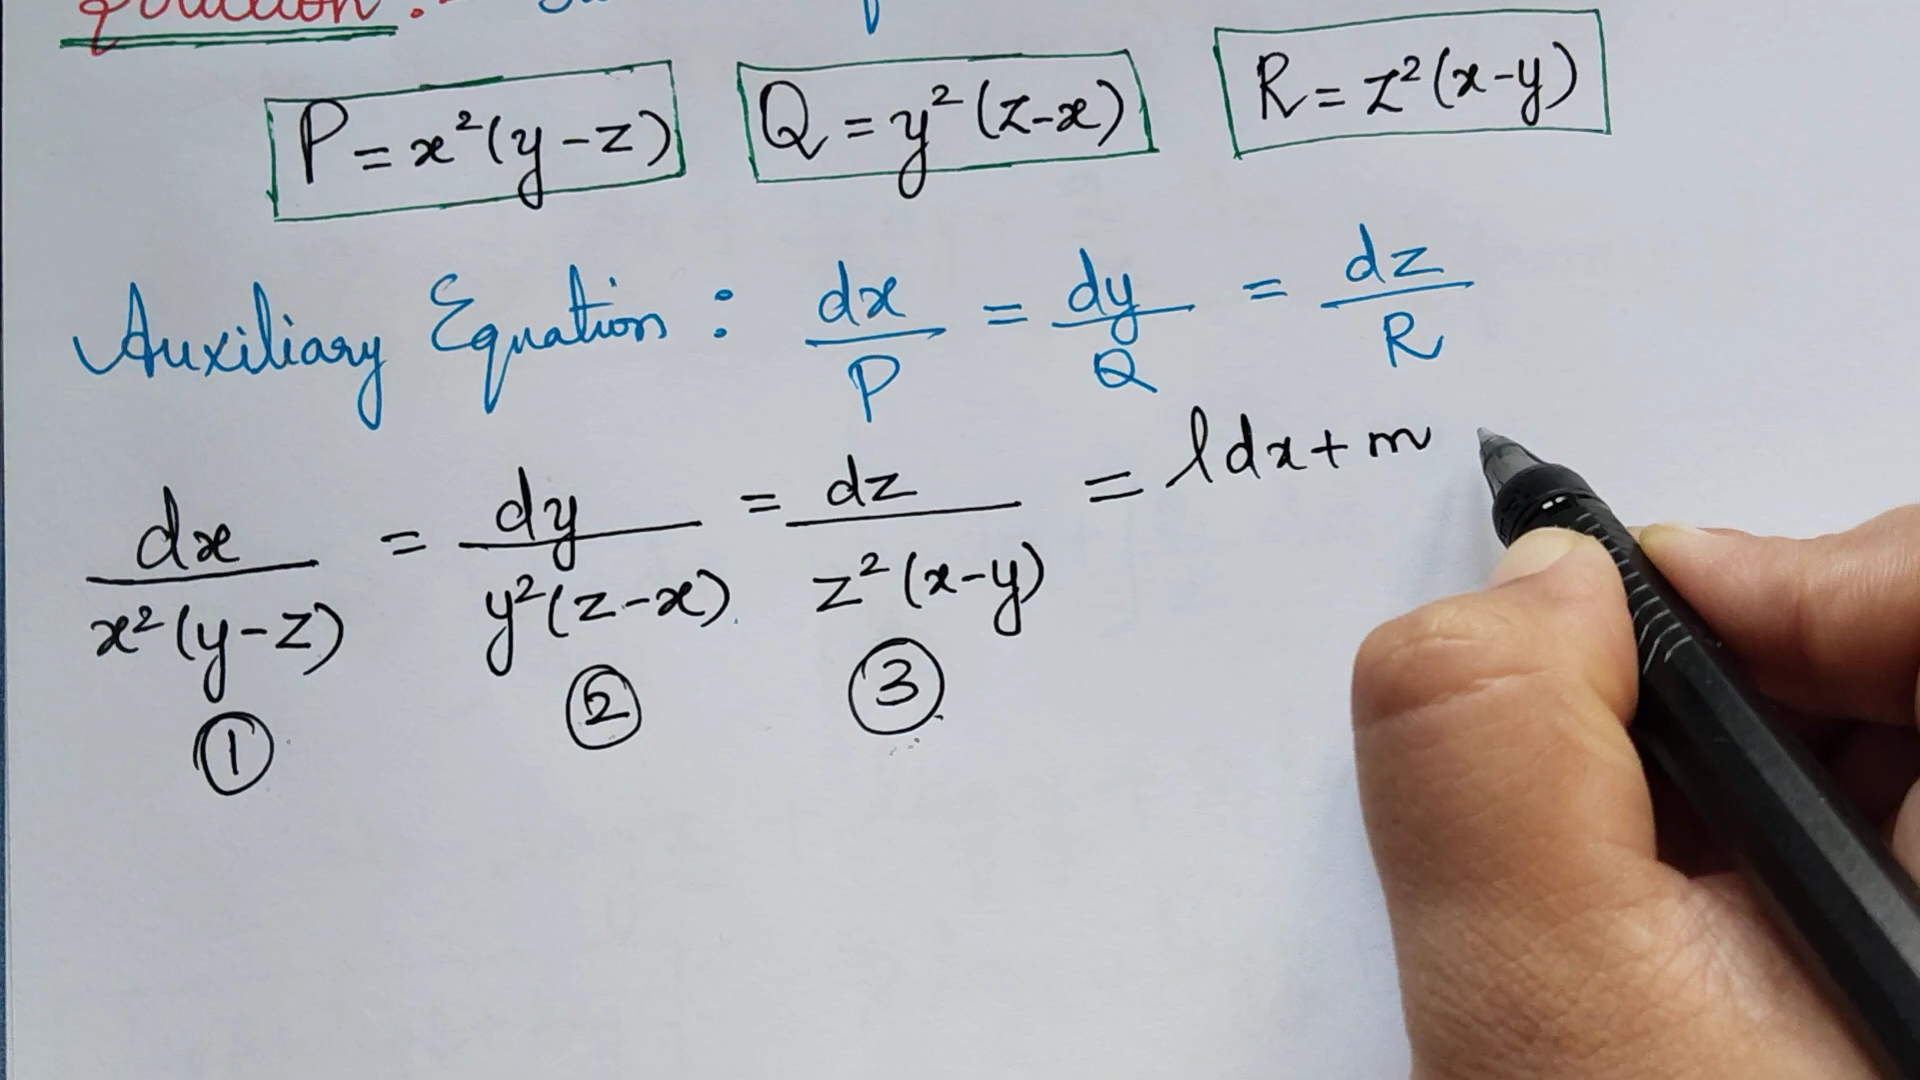 P = x²(y-z) Q = y²(z-x) R = z²(x-y)
Auxiliary Equation : dx/P = dy/Q = dz/R
dx/x²(y-z) = dy/y²(z-x) = dz/z²(x-y) = ldx + m
① ② ③